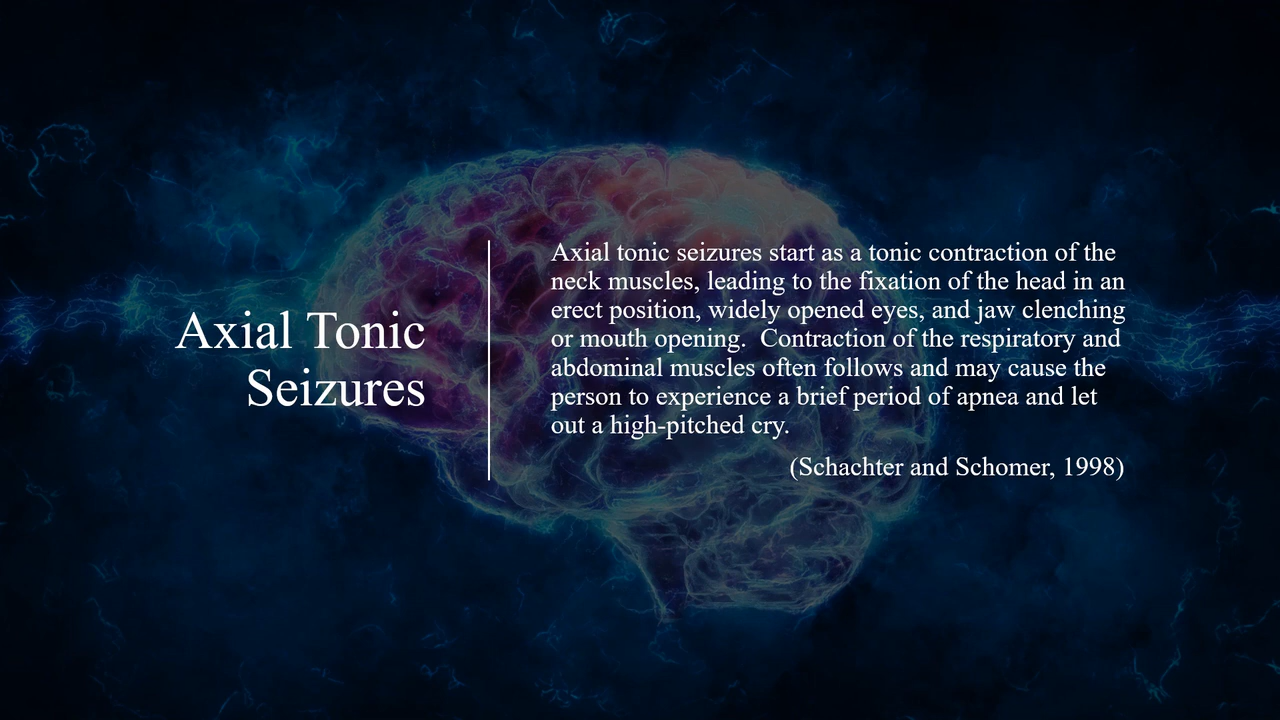 Axial Tonic
Seizures
Axial tonic seizures start as a tonic contraction of the
neck muscles, leading to the fixation of the head in an
erect position, widely opened eyes, and jaw clenching
or mouth opening.  Contraction of the respiratory and
abdominal muscles often follows and may cause the
person to experience a brief period of apnea and let
out a high-pitched cry.
(Schachter and Schomer, 1998)